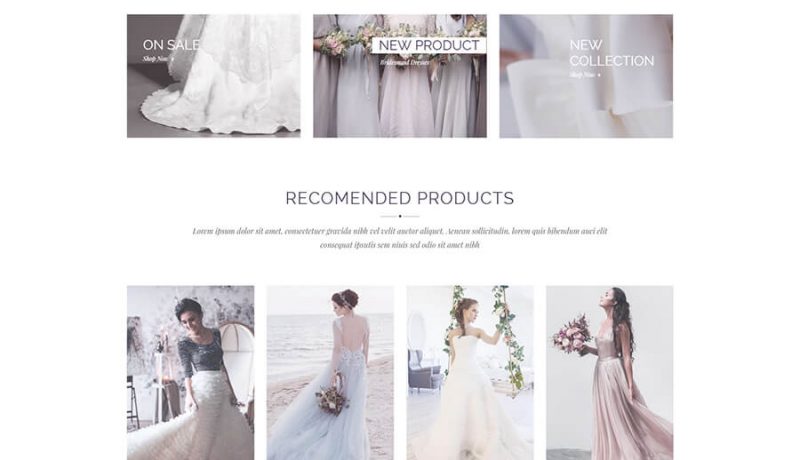 ON SALE
Shop Now
NEW PRODUCT
Bridesmaid Dresses
NEW
COLLECTION
Shop Now
RECOMENDED PRODUCTS
Lorem ipsum dolor sit amet, consectetuer gravida nibh vel velit auctor aliquet. Aenean sollicitudin, lorem quis bibendum auci elit
consequat ipsutis sem niuis sed odio sit amet nibh